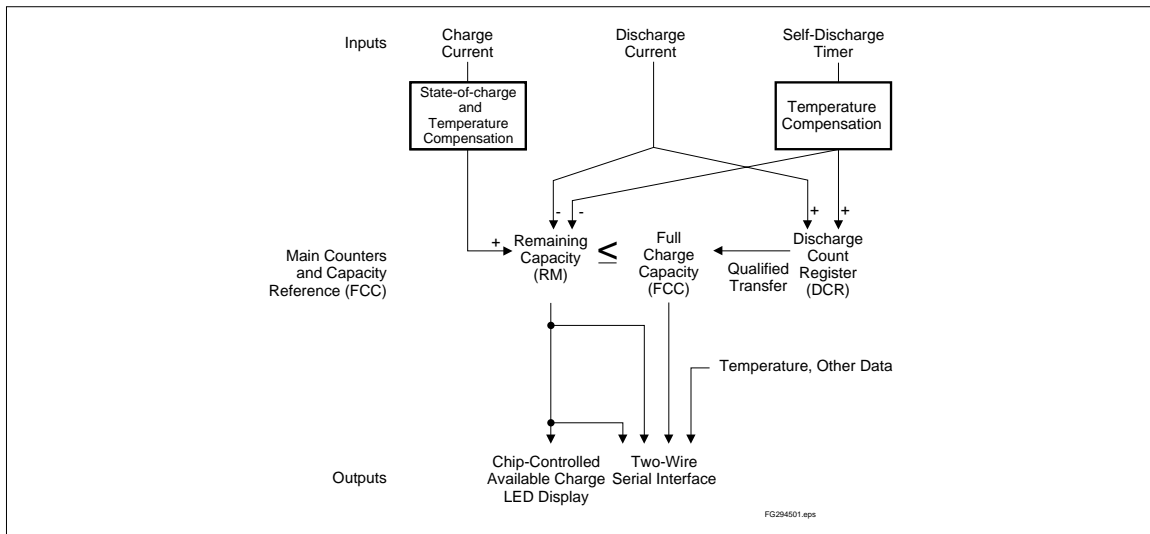 Inputs
Charge
Current
Discharge
Current
Self-Discharge
Timer
State-of-charge
and
Temperature
Compensation
Temperature
Compensation
- - + +
+
Main Counters
and Capacity
Reference (FCC)
Remaining
Capacity
(RM)
≤
Full
Charge
Capacity
(FCC)
Qualified
Transfer
Discharge
Count
Register
(DCR)
Temperature, Other Data
Outputs
Chip-Controlled
Available Charge
LED Display
Two-Wire
Serial Interface
FG294501.eps